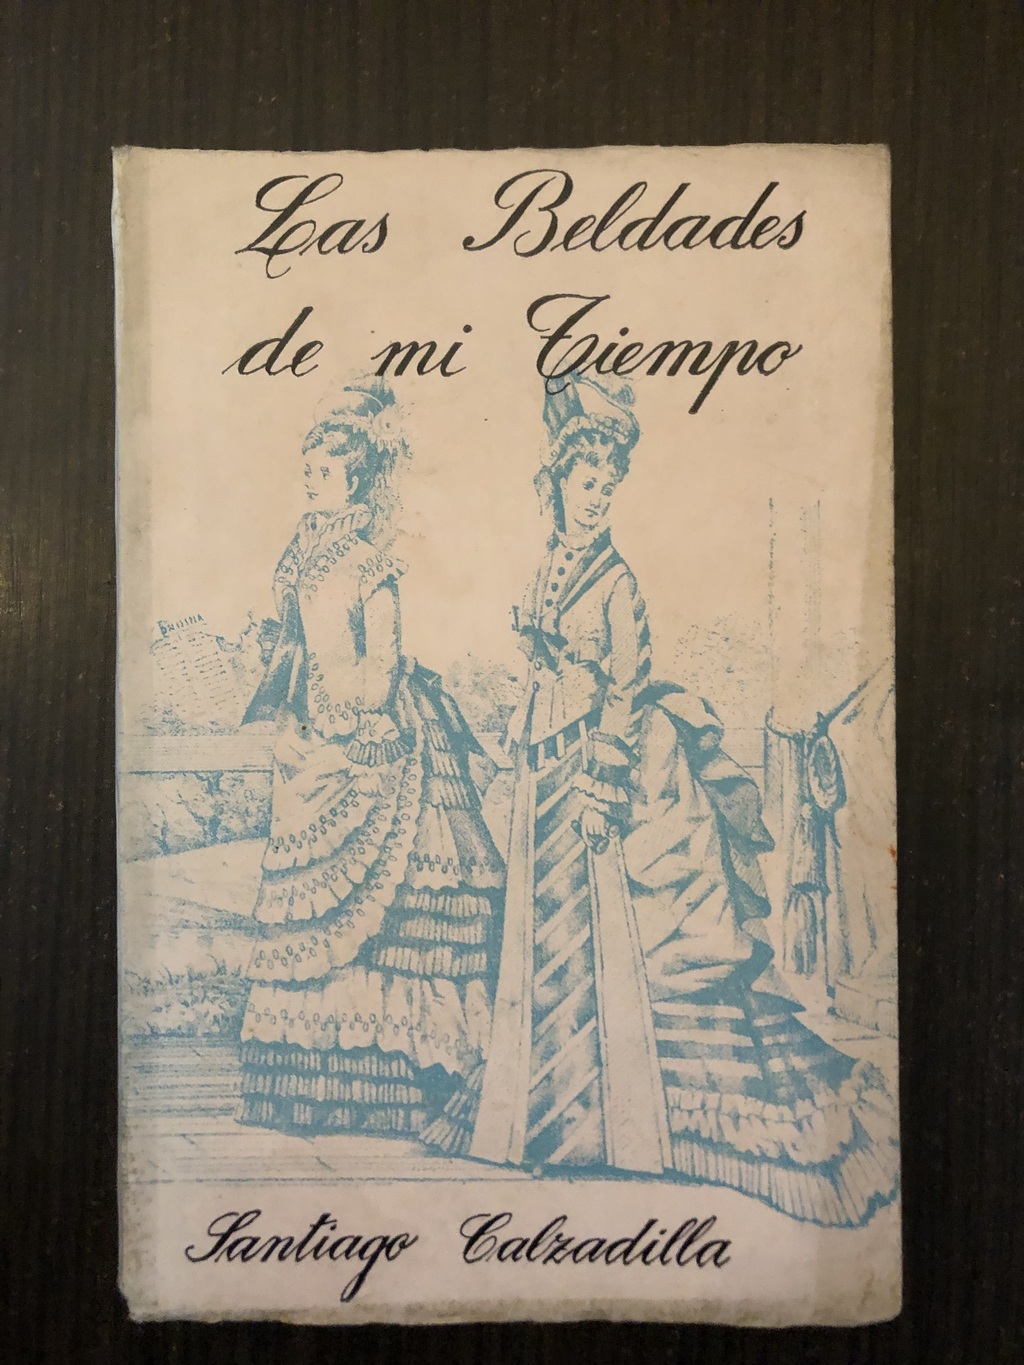 Las Beldades
de mi Tiempo
Santiago Calzadilla